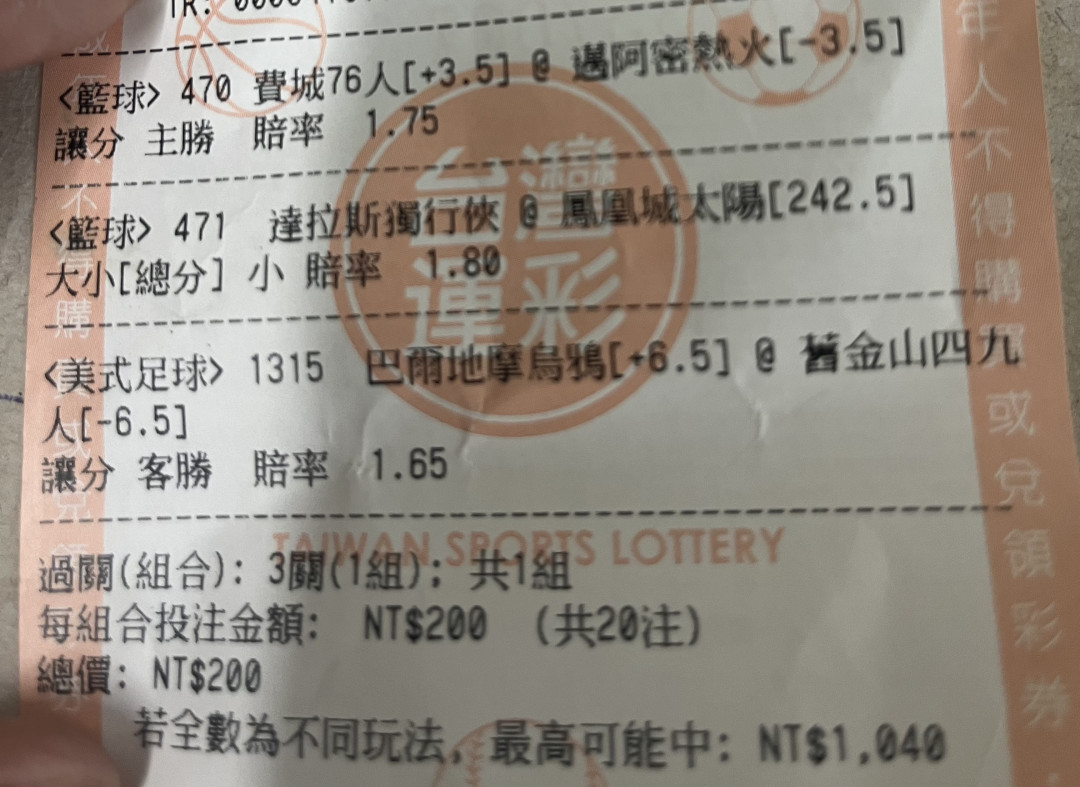 <籃球> 470 費城76人[+3.5] @ 邁阿密熱火[-3.5]
讓分 主勝 賠率 1.75
<籃球> 471 達拉斯獨行俠 @ 鳳凰城太陽[242.5]
大小[總分] 小 賠率 1.80
台灣
運彩
<美式足球> 1315 巴爾地摩烏鴉[+6.5] @ 舊金山四九
人[-6.5]
讓分 客勝 賠率 1.65
TAIWAN SPORTS LOTTERY
過關(組合): 3關(1組); 共1組
每組合投注金額: NT$200 (共20注)
總價: NT$200
若全數為不同玩法, 最高可能中: NT$1,040
年人不得購買或兌領彩券